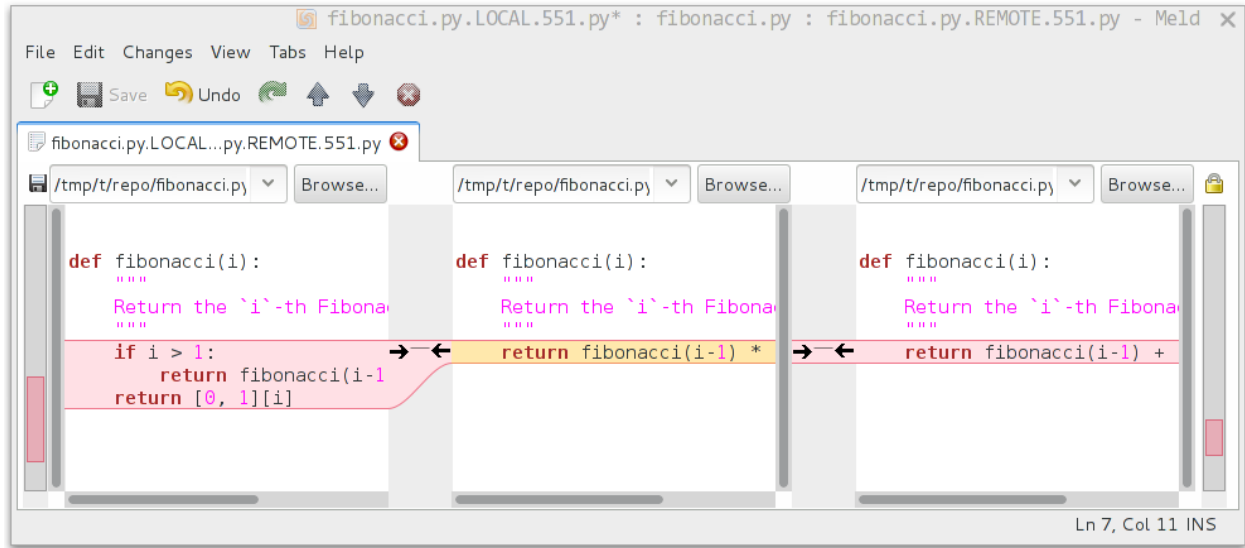 fibonacci.py.LOCAL.551.py* : fibonacci.py : fibonacci.py.REMOTE.551.py - Meld
File Edit Changes View Tabs Help
Save Undo
fibonacci.py.LOCAL...py.REMOTE.551.py
/tmp/t/repo/fibonacci.py Browse... /tmp/t/repo/fibonacci.py Browse... /tmp/t/repo/fibonacci.py Browse...
def fibonacci(i):
"""
Return the `i`-th Fibonac
"""
if i > 1:
return fibonacci(i-1
return [0, 1][i]
def fibonacci(i):
"""
Return the `i`-th Fibona
"""
return fibonacci(i-1) *
def fibonacci(i):
"""
Return the `i`-th Fibona
"""
return fibonacci(i-1) +
Ln 7, Col 11 INS